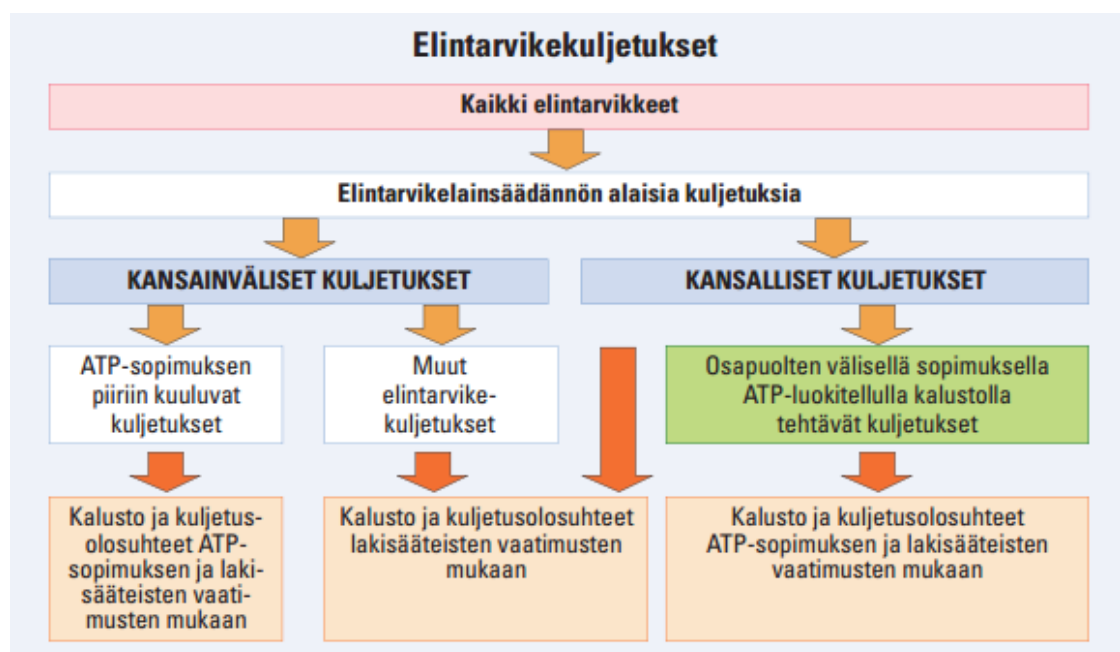 Elintarvikekuljetukset
Kaikki elintarvikkeet
Elintarvikelainsäädännön alaisia kuljetuksia
KANSAINVÄLISET KULJETUKSET
KANSALLISET KULJETUKSET
ATP-sopimuksen
piiriin kuuluvat
kuljetukset
Muut
elintarvike-
kuljetukset
Osapuolten välisellä sopimuksella
ATP-luokitellulla kalustolla
tehtävät kuljetukset
Kalusto ja kuljetus-
olosuhteet ATP-
sopimuksen ja laki-
sääteisten vaati-
musten mukaan
Kalusto ja kuljetusolosuhteet
lakisääteisten vaatimusten
mukaan
Kalusto ja kuljetusolosuhteet
ATP-sopimuksen ja lakisääteisten
vaatimusten mukaan